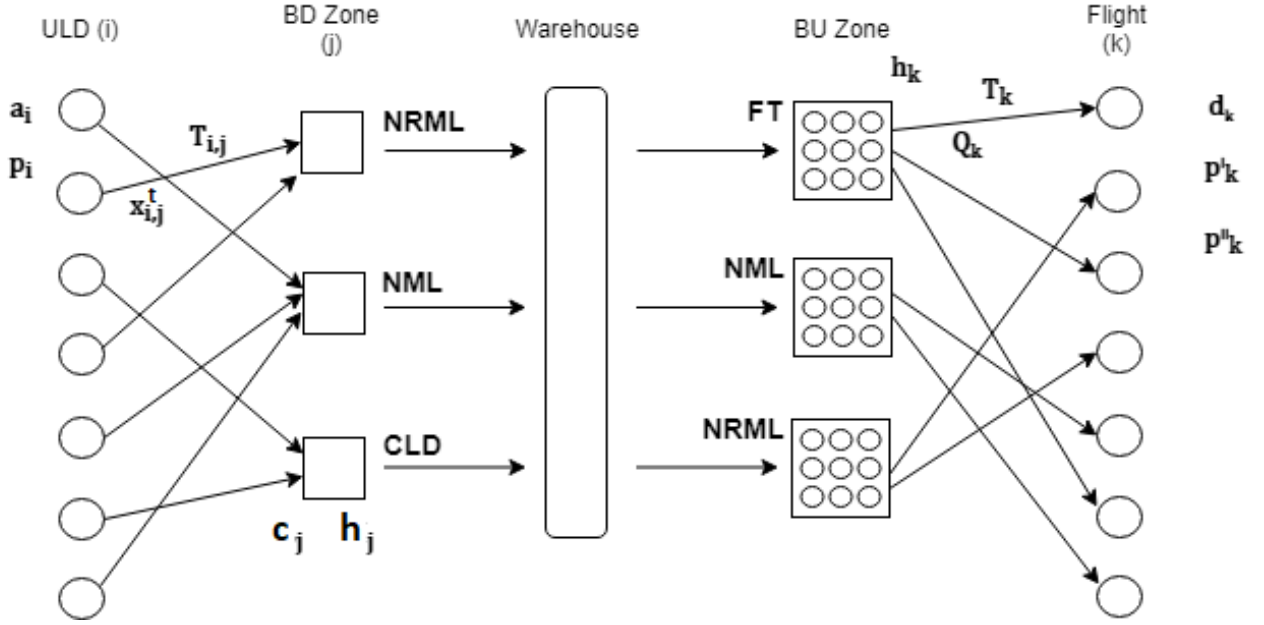 ULD (i)
BD Zone
(j)
Warehouse
BU Zone
Flight
(k)
a_i
p_i
T_{i,j}
x^t_{i,j}
NRML
NML
CLD
c_j
h_j
FT
NML
NRML
h_k
T_k
Q_k
d_k
p^{I}_k
p^{II}_k